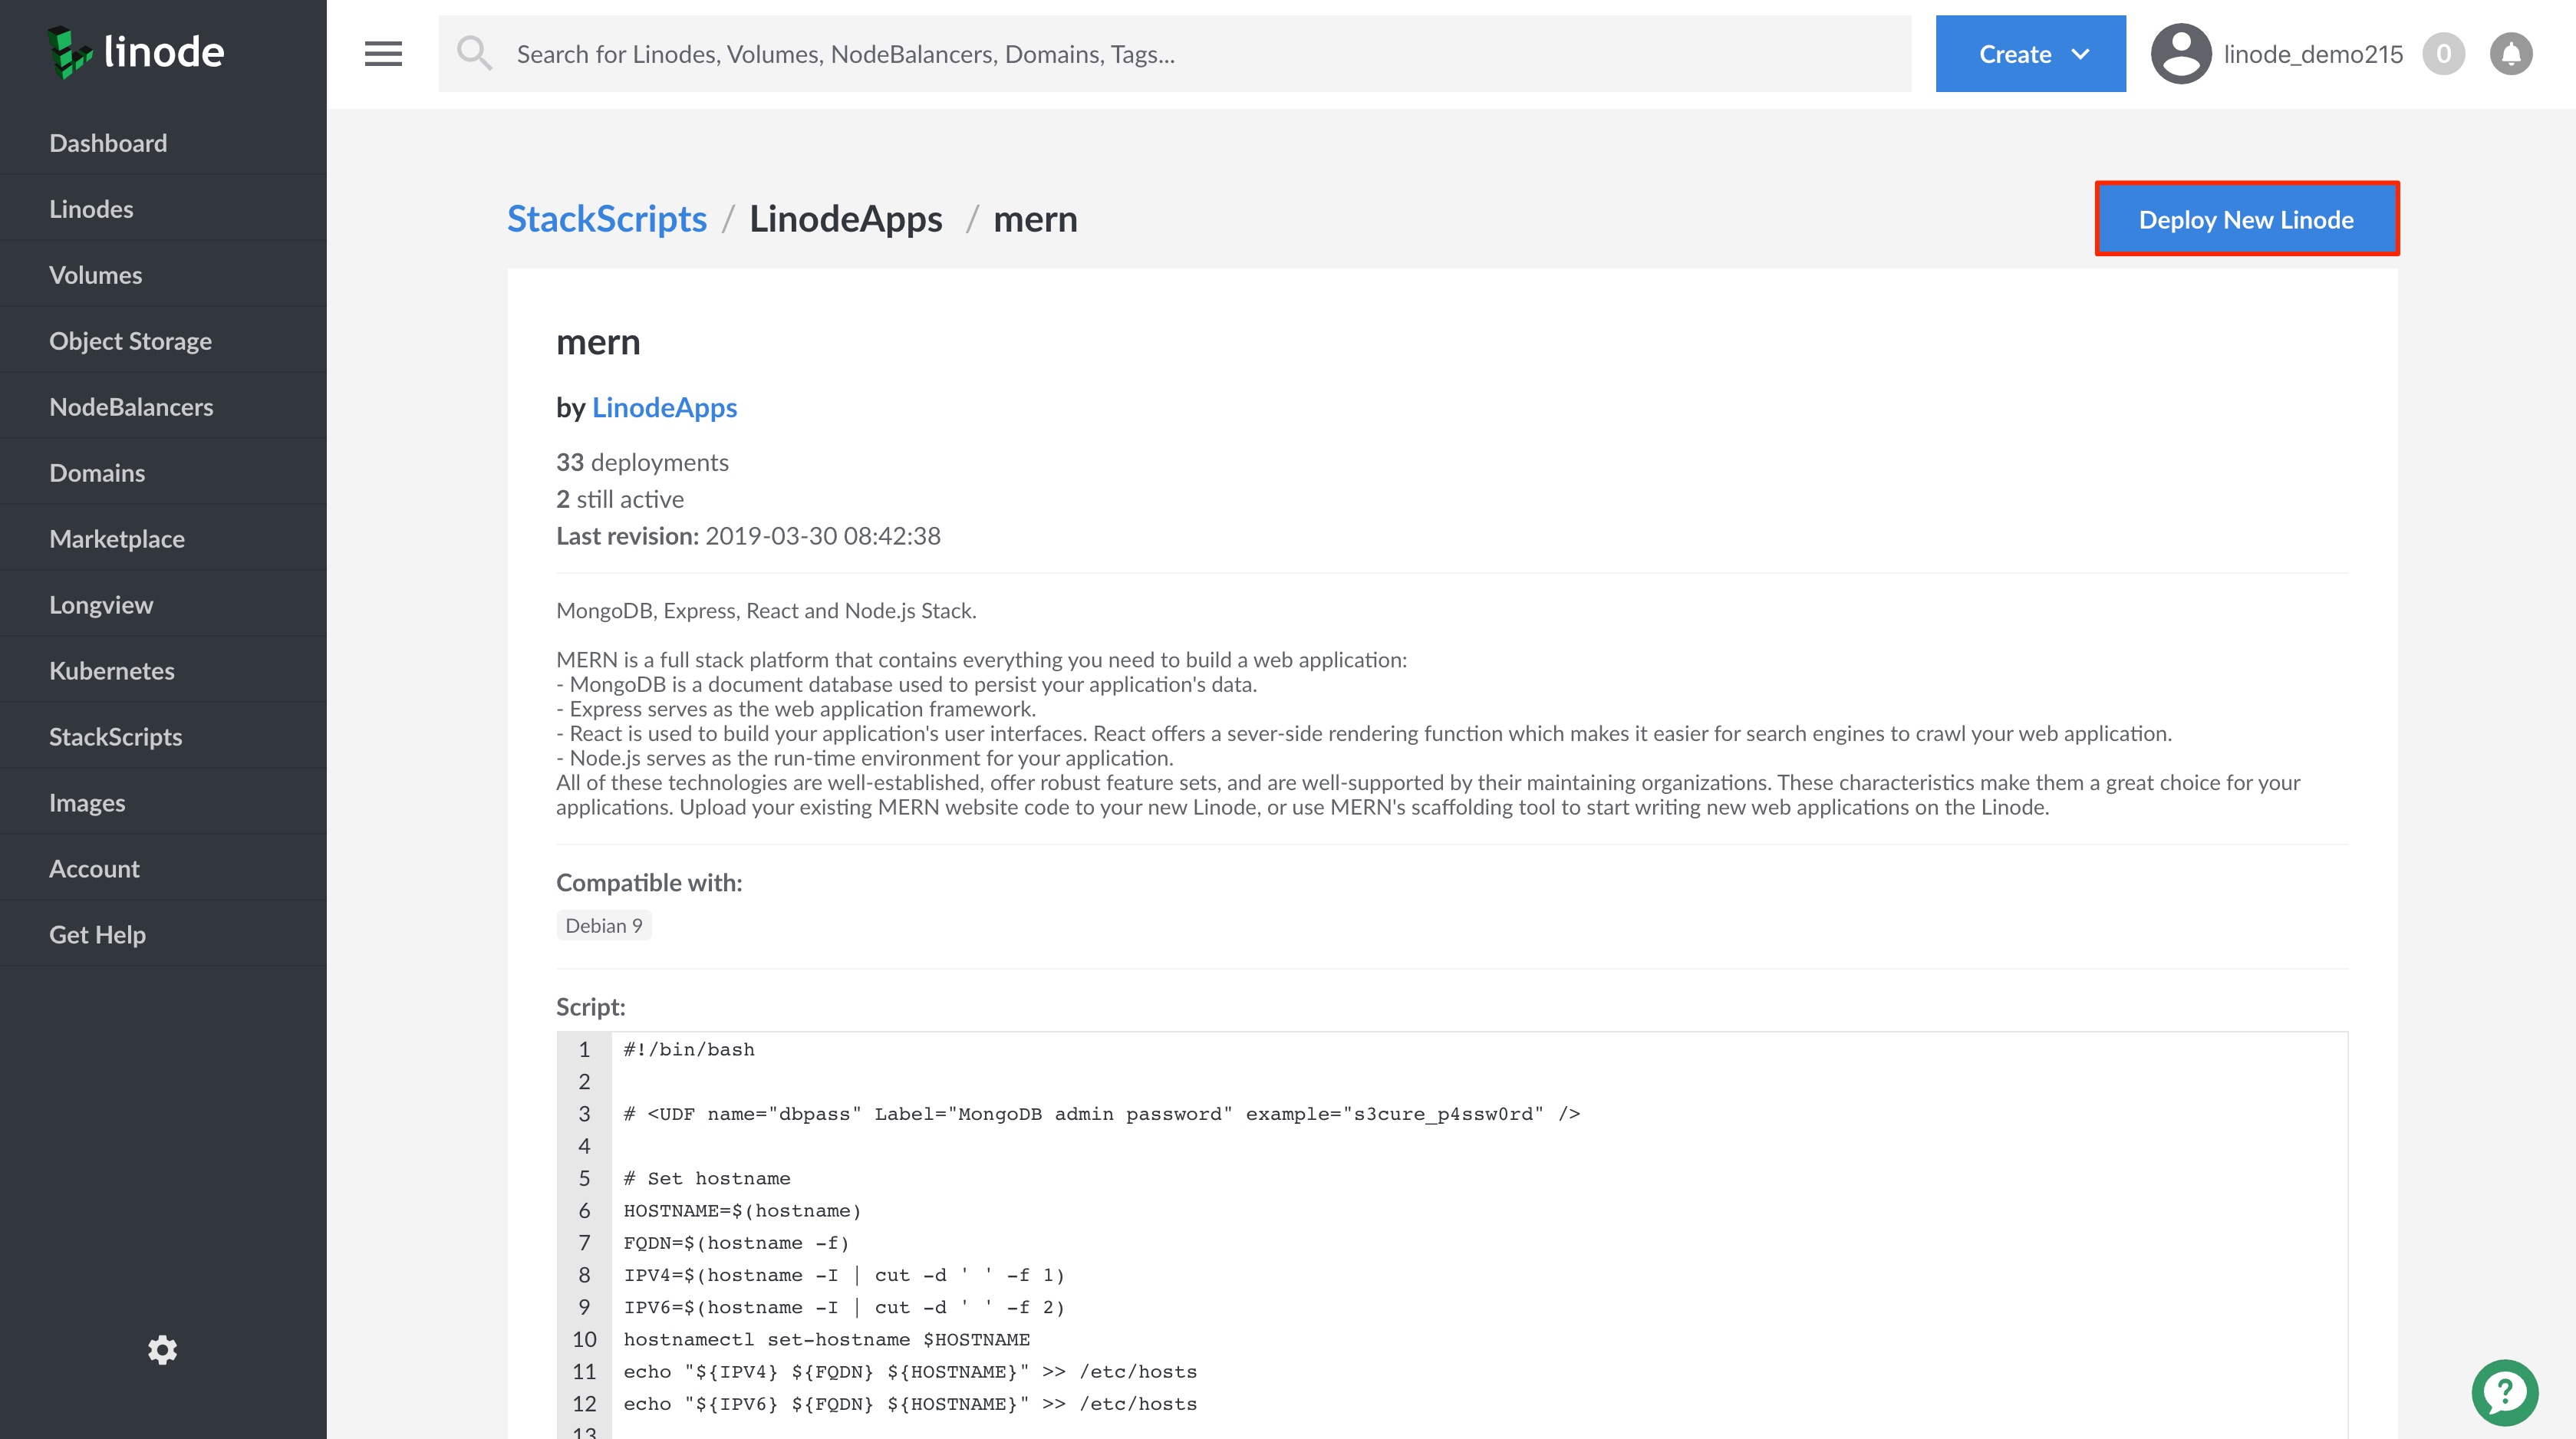 linode
Search for Linodes, Volumes, NodeBalancers, Domains, Tags...
Create
linode_demo215
0
Dashboard
Linodes
Volumes
Object Storage
NodeBalancers
Domains
Marketplace
Longview
Kubernetes
StackScripts
Images
Account
Get Help
StackScripts / LinodeApps / mern
Deploy New Linode
mern
by LinodeApps
33 deployments
2 still active
Last revision: 2019-03-30 08:42:38
MongoDB, Express, React and Node.js Stack.
MERN is a full stack platform that contains everything you need to build a web application:
- MongoDB is a document database used to persist your application's data.
- Express serves as the web application framework.
- React is used to build your application's user interfaces. React offers a sever-side rendering function which makes it easier for search engines to crawl your web application.
- Node.js serves as the run-time environment for your application.
All of these technologies are well-established, offer robust feature sets, and are well-supported by their maintaining organizations. These characteristics make them a great choice for your
applications. Upload your existing MERN website code to your new Linode, or use MERN's scaffolding tool to start writing new web applications on the Linode.
Compatible with:
Debian 9
Script:
1 #!/bin/bash
2
3 # <UDF name="dbpass" Label="MongoDB admin password" example="s3cure_p4ssw0rd" />
4
5 # Set hostname
6 HOSTNAME=$(hostname)
7 FQDN=$(hostname -f)
8 IPV4=$(hostname -I | cut -d ' ' -f 1)
9 IPV6=$(hostname -I | cut -d ' ' -f 2)
10 hostnamectl set-hostname $HOSTNAME
11 echo "${IPV4} ${FQDN} ${HOSTNAME}" >> /etc/hosts
12 echo "${IPV6} ${FQDN} ${HOSTNAME}" >> /etc/hosts
13